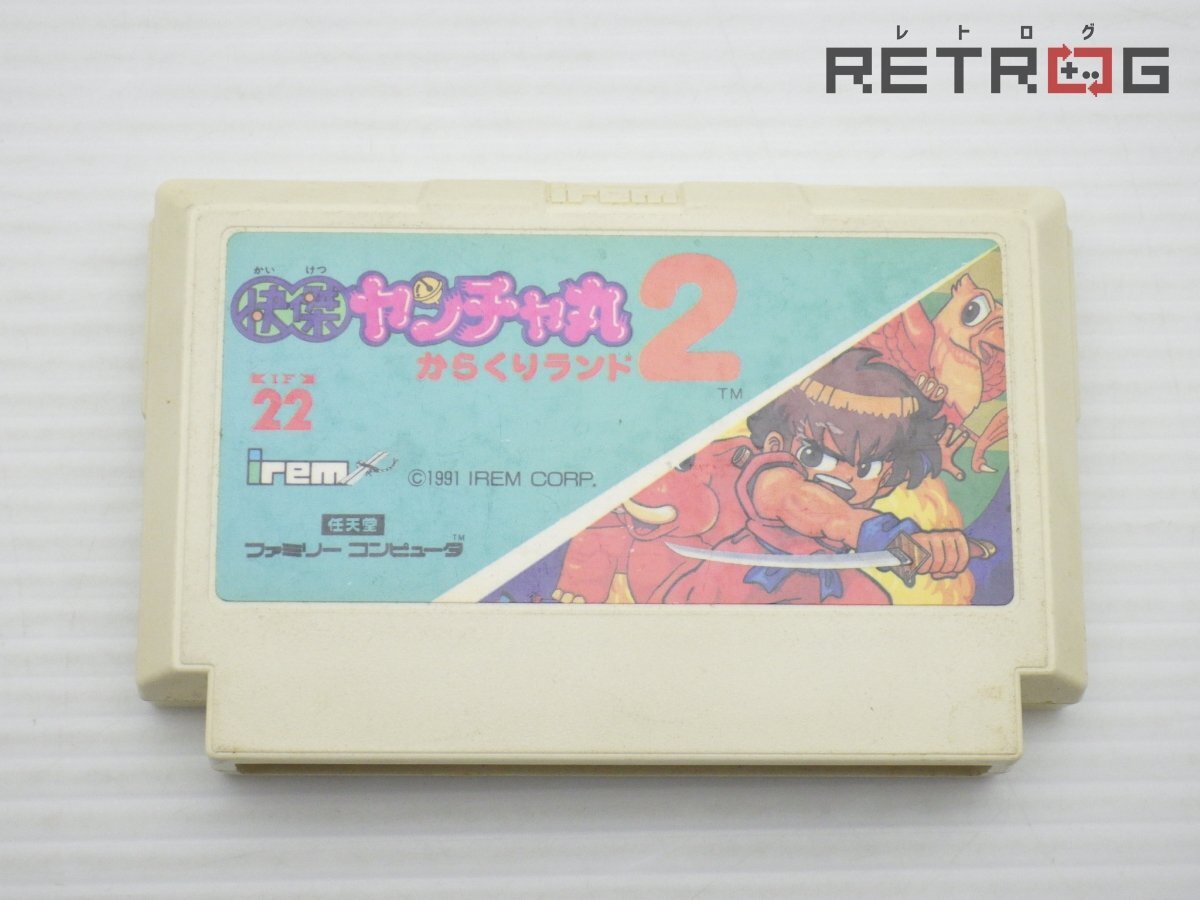 レトログ
RETROG
irem
かい けつ
快傑ヤンチャ丸2
からくりランド
TM
IF
22
irem
©1991 IREM CORP.
任天堂
ファミリー コンピュータ TM